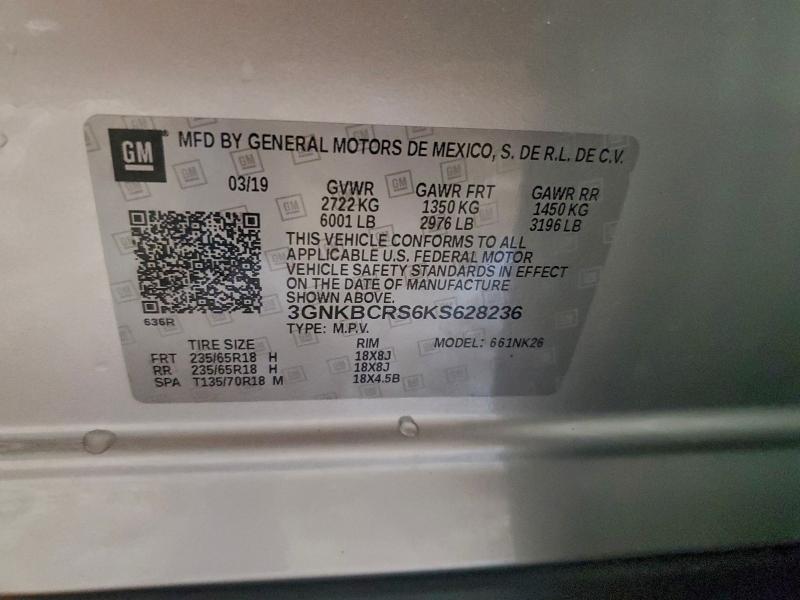 GM
MFD BY GENERAL MOTORS DE MEXICO, S. DE R.L. DE C.V.
03/19 GVWR GAWR FRT GAWR RR
2722 KG 1350 KG 1450 KG
6001 LB 2976 LB 3196 LB
THIS VEHICLE CONFORMS TO ALL
APPLICABLE U.S. FEDERAL MOTOR
VEHICLE SAFETY STANDARDS IN EFFECT
ON THE DATE OF MANUFACTURE
SHOWN ABOVE.
3GNKBCRS6KS628236
636R
TYPE: M.P.V.
TIRE SIZE RIM MODEL: 661NK26
FRT 235/65R18 H 18X8J
RR 235/65R18 H 18X8J
SPA T135/70R18 M 18X4.5B